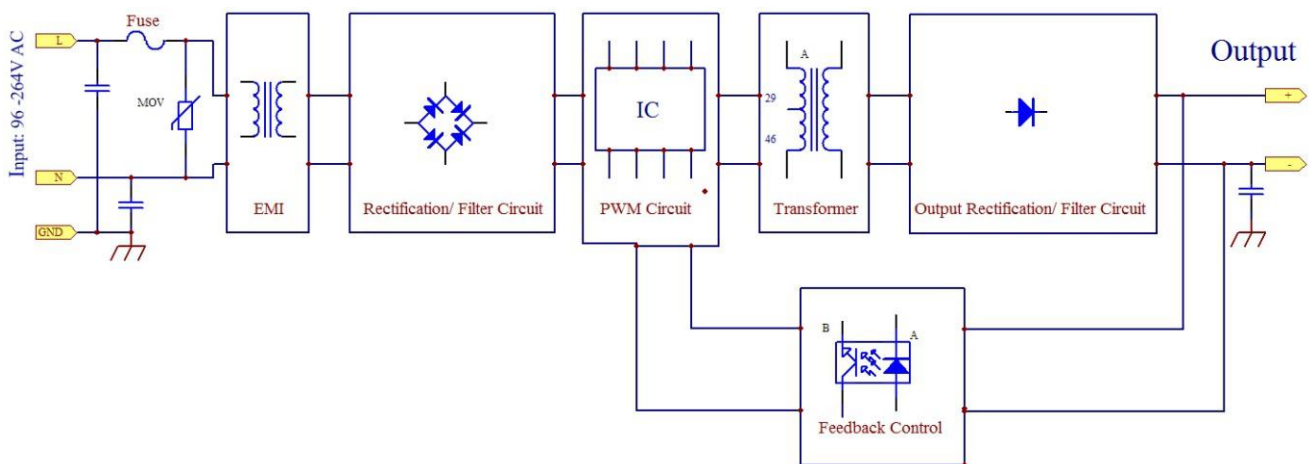 Fuse
L
Input: 96 -264V AC
MOV
N
GND
EMI
Rectification/ Filter Circuit
IC
PWM Circuit
A
29
46
Transformer
Output Rectification/ Filter Circuit
Output
+
-
B
A
Feedback Control